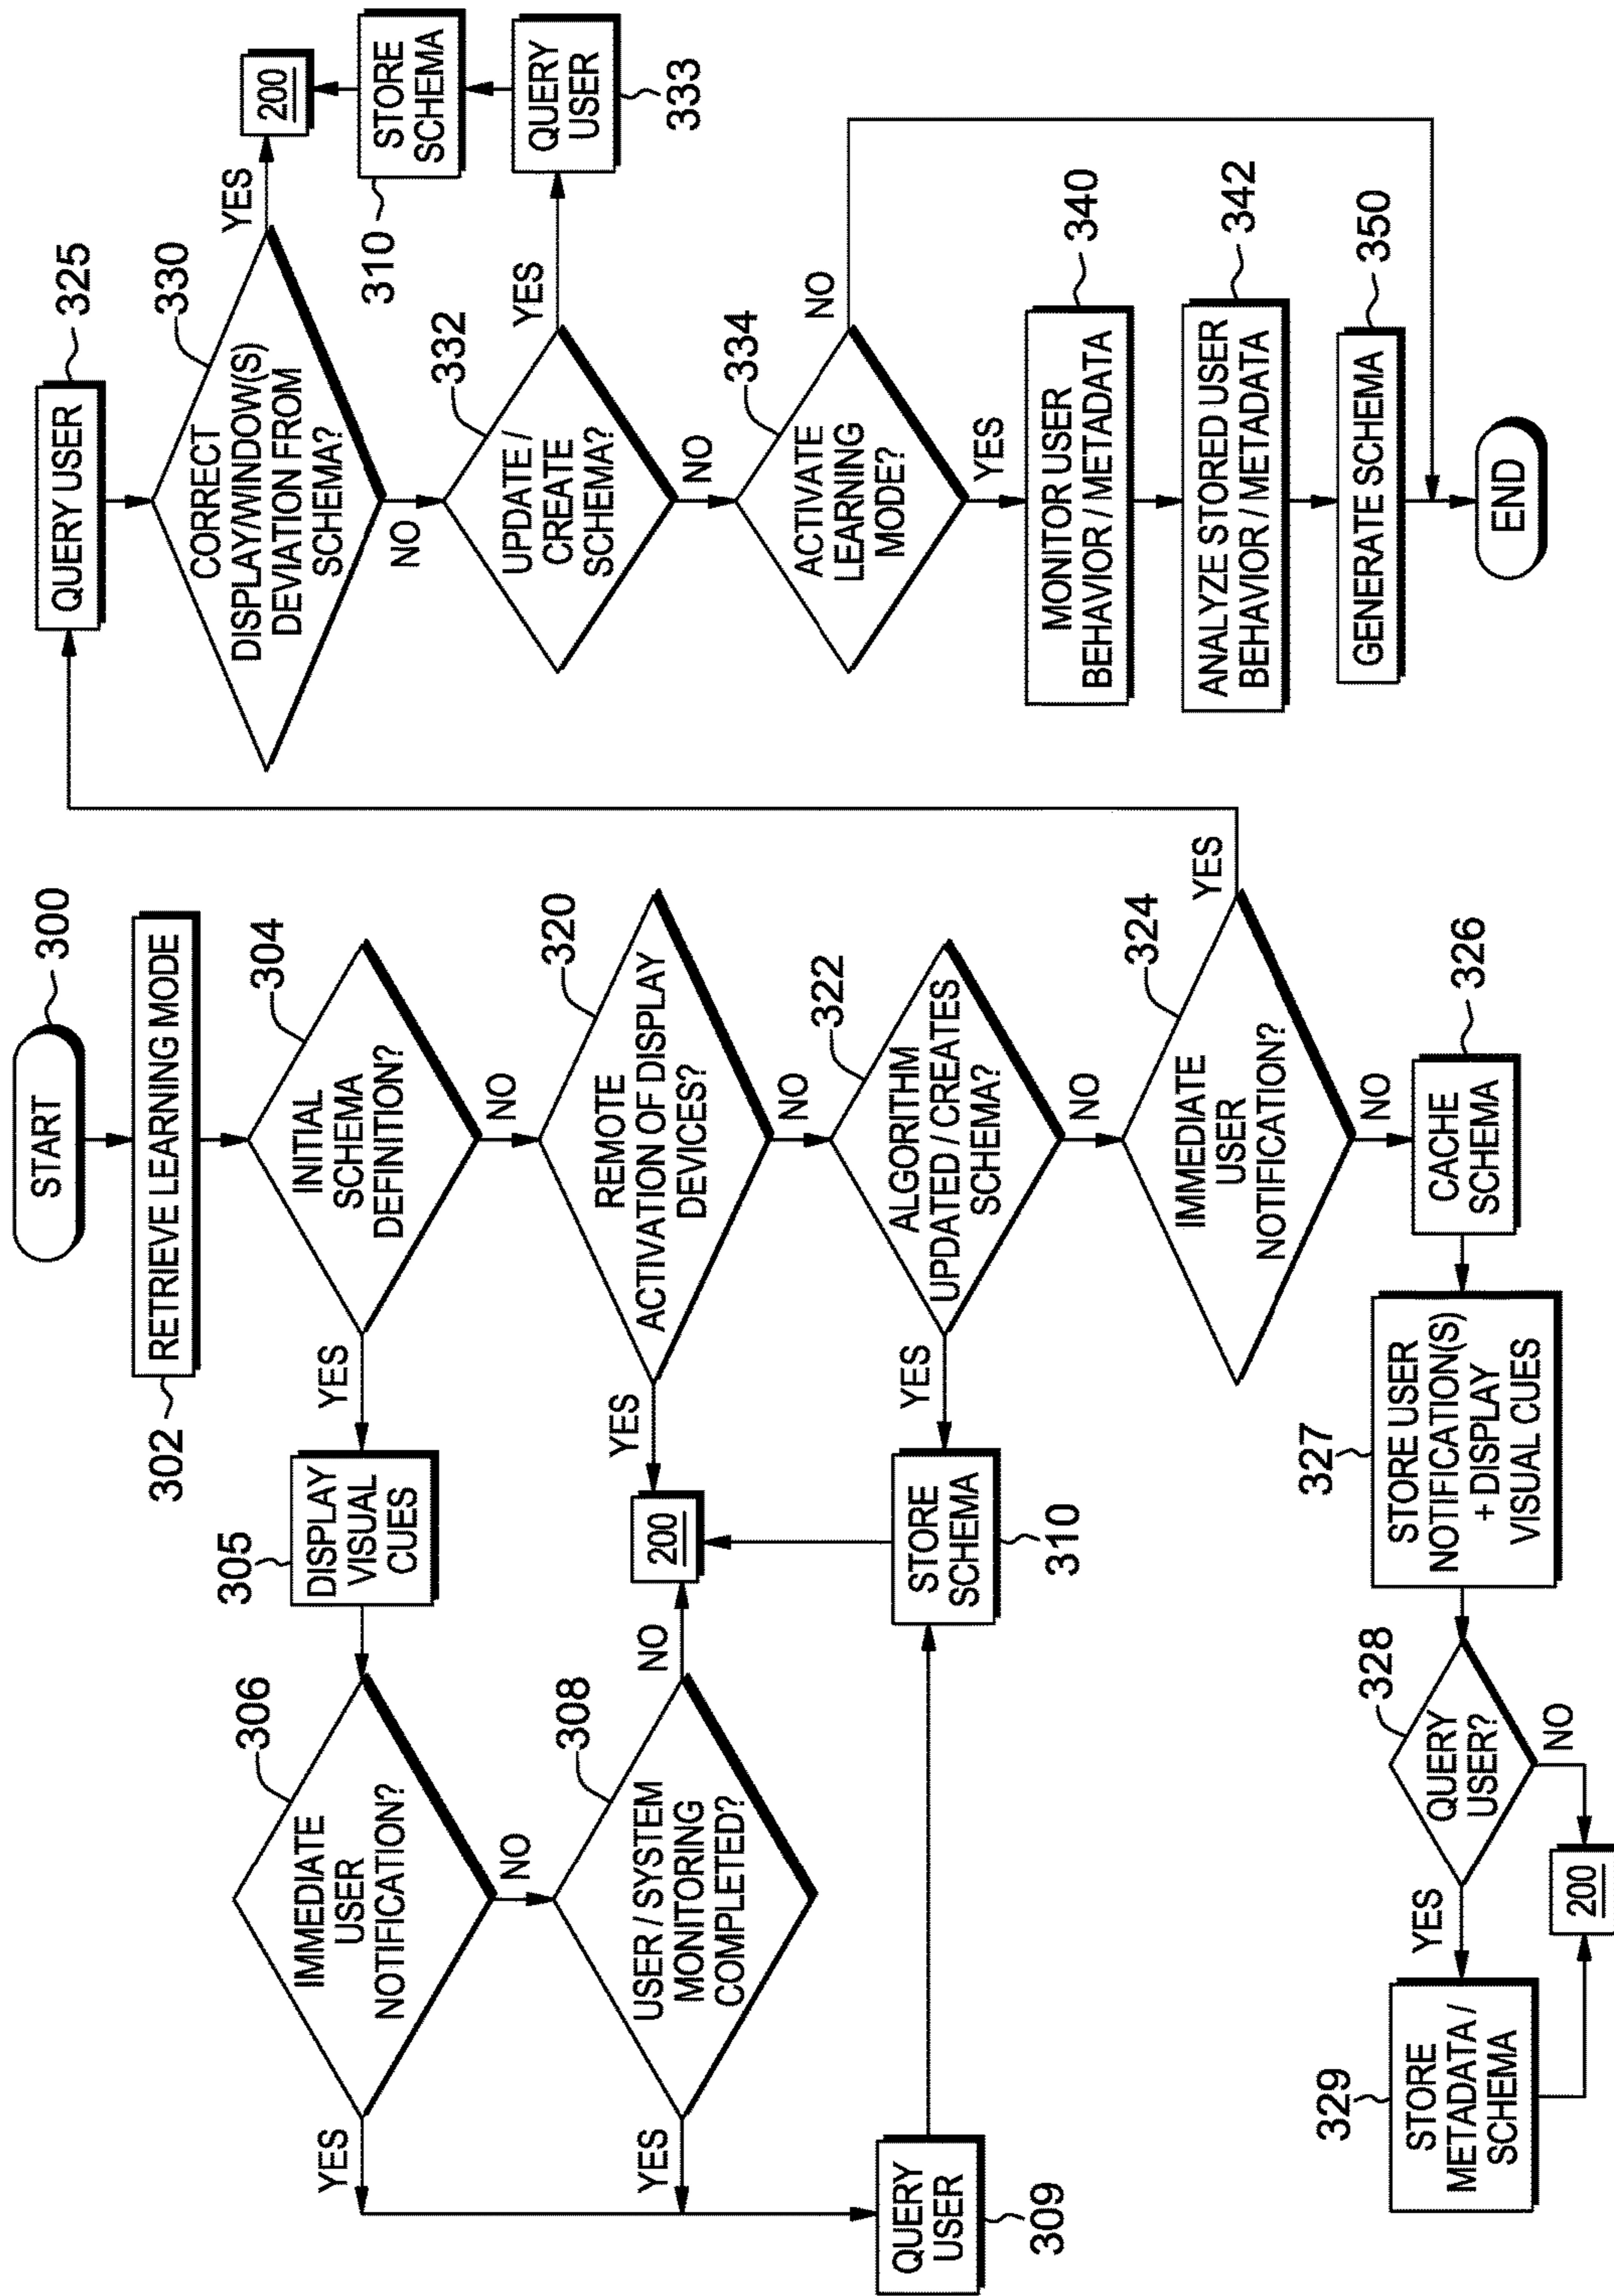 START
300
RETRIEVE LEARNING MODE
302
INITIAL
SCHEMA
DEFINITION?
304
YES
NO
DISPLAY
VISUAL
CUES
305
IMMEDIATE
USER
NOTIFICATION?
306
YES
NO
USER / SYSTEM
MONITORING
COMPLETED?
308
YES
NO
QUERY
USER
309
REMOTE
ACTIVATION OF DISPLAY
DEVICES?
320
YES
NO
200
ALGORITHM
UPDATED / CREATES
SCHEMA?
322
YES
NO
STORE
SCHEMA
310
IMMEDIATE
USER
NOTIFICATION?
324
YES
NO
CACHE
SCHEMA
326
STORE USER
NOTIFICATION(S)
+ DISPLAY
VISUAL CUES
327
QUERY
USER?
328
YES
NO
STORE
METADATA /
SCHEMA
329
200
QUERY USER
325
CORRECT
DISPLAY/WINDOW(S)
DEVIATION FROM
SCHEMA?
330
YES
NO
200
STORE
SCHEMA
310
QUERY
USER
333
UPDATE /
CREATE
SCHEMA?
332
YES
NO
ACTIVATE
LEARNING
MODE?
334
NO
YES
MONITOR USER
BEHAVIOR / METADATA
340
ANALYZE STORED USER
BEHAVIOR / METADATA
342
GENERATE SCHEMA
350
END